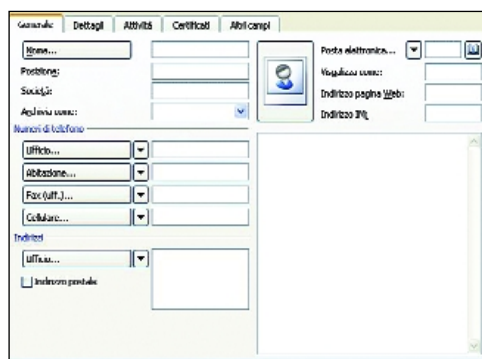 Generale Dettagli Attività Certificati Altri campi
Nome...
Posizione:
Società:
Archivia come:
Numeri di telefono
Ufficio...
Abitazione...
Fax (uff.)...
Cellulare...
Indirizzi
Ufficio...
Indirizzo postale
Posta elettronica...
Visualizza come:
Indirizzo pagina Web:
Indirizzo IM: